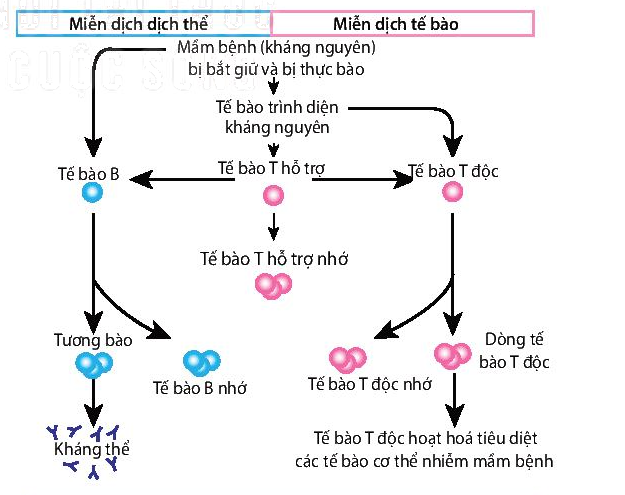 Miễn dịch dịch thể
Miễn dịch tế bào
Mầm bệnh (kháng nguyên)
bị bắt giữ và bị thực bào
Tế bào trình diện
kháng nguyên
Tế bào B
Tế bào T hỗ trợ
Tế bào T độc
Tế bào T hỗ trợ nhớ
Tương bào
Tế bào B nhớ
Tế bào T độc nhớ
Dòng tế
bào T độc
Kháng thể
Tế bào T độc hoạt hoá tiêu diệt
các tế bào cơ thể nhiễm mầm bệnh